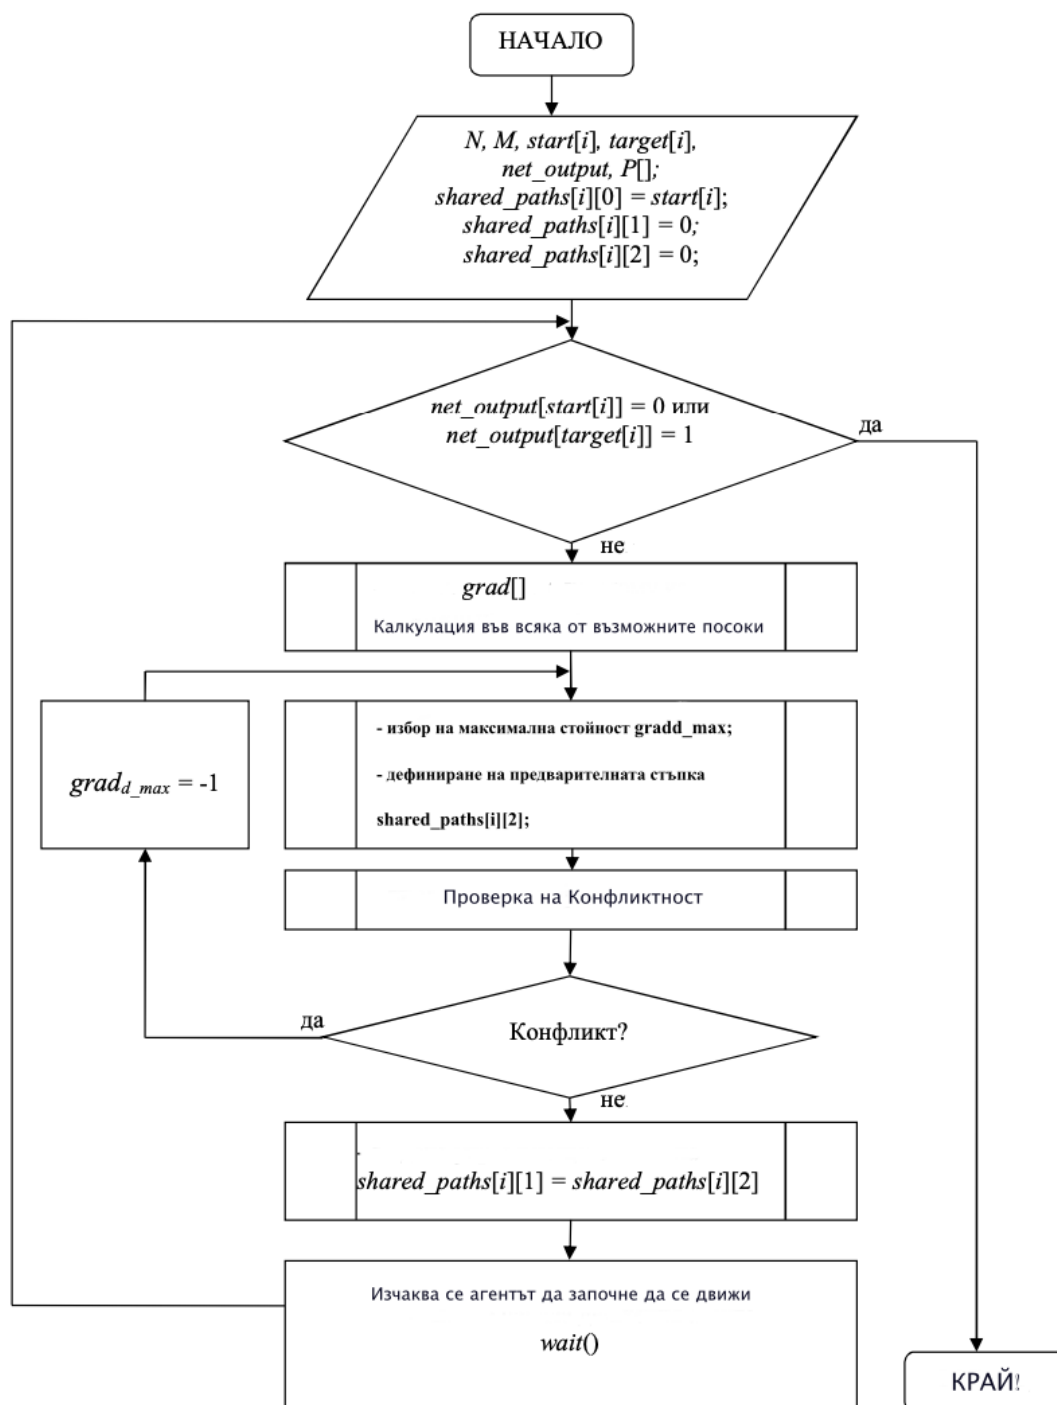 НАЧАЛО
N, M, start[i], target[i],
net_output, P[];
shared_paths[i][0] = start[i];
shared_paths[i][1] = 0;
shared_paths[i][2] = 0;
net_output[start[i]] = 0 или
net_output[target[i]] = 1
да
не
grad[]
Калкулация във всяка от възможните посоки
- избор на максимална стойност gradd_max;
- дефиниране на предварителната стъпка
shared_paths[i][2];
gradd_max = -1
Проверка на Конфликтност
да
Конфликт?
не
shared_paths[i][1] = shared_paths[i][2]
Изчаква се агентът да започне да се движи
wait()
КРАЙ!